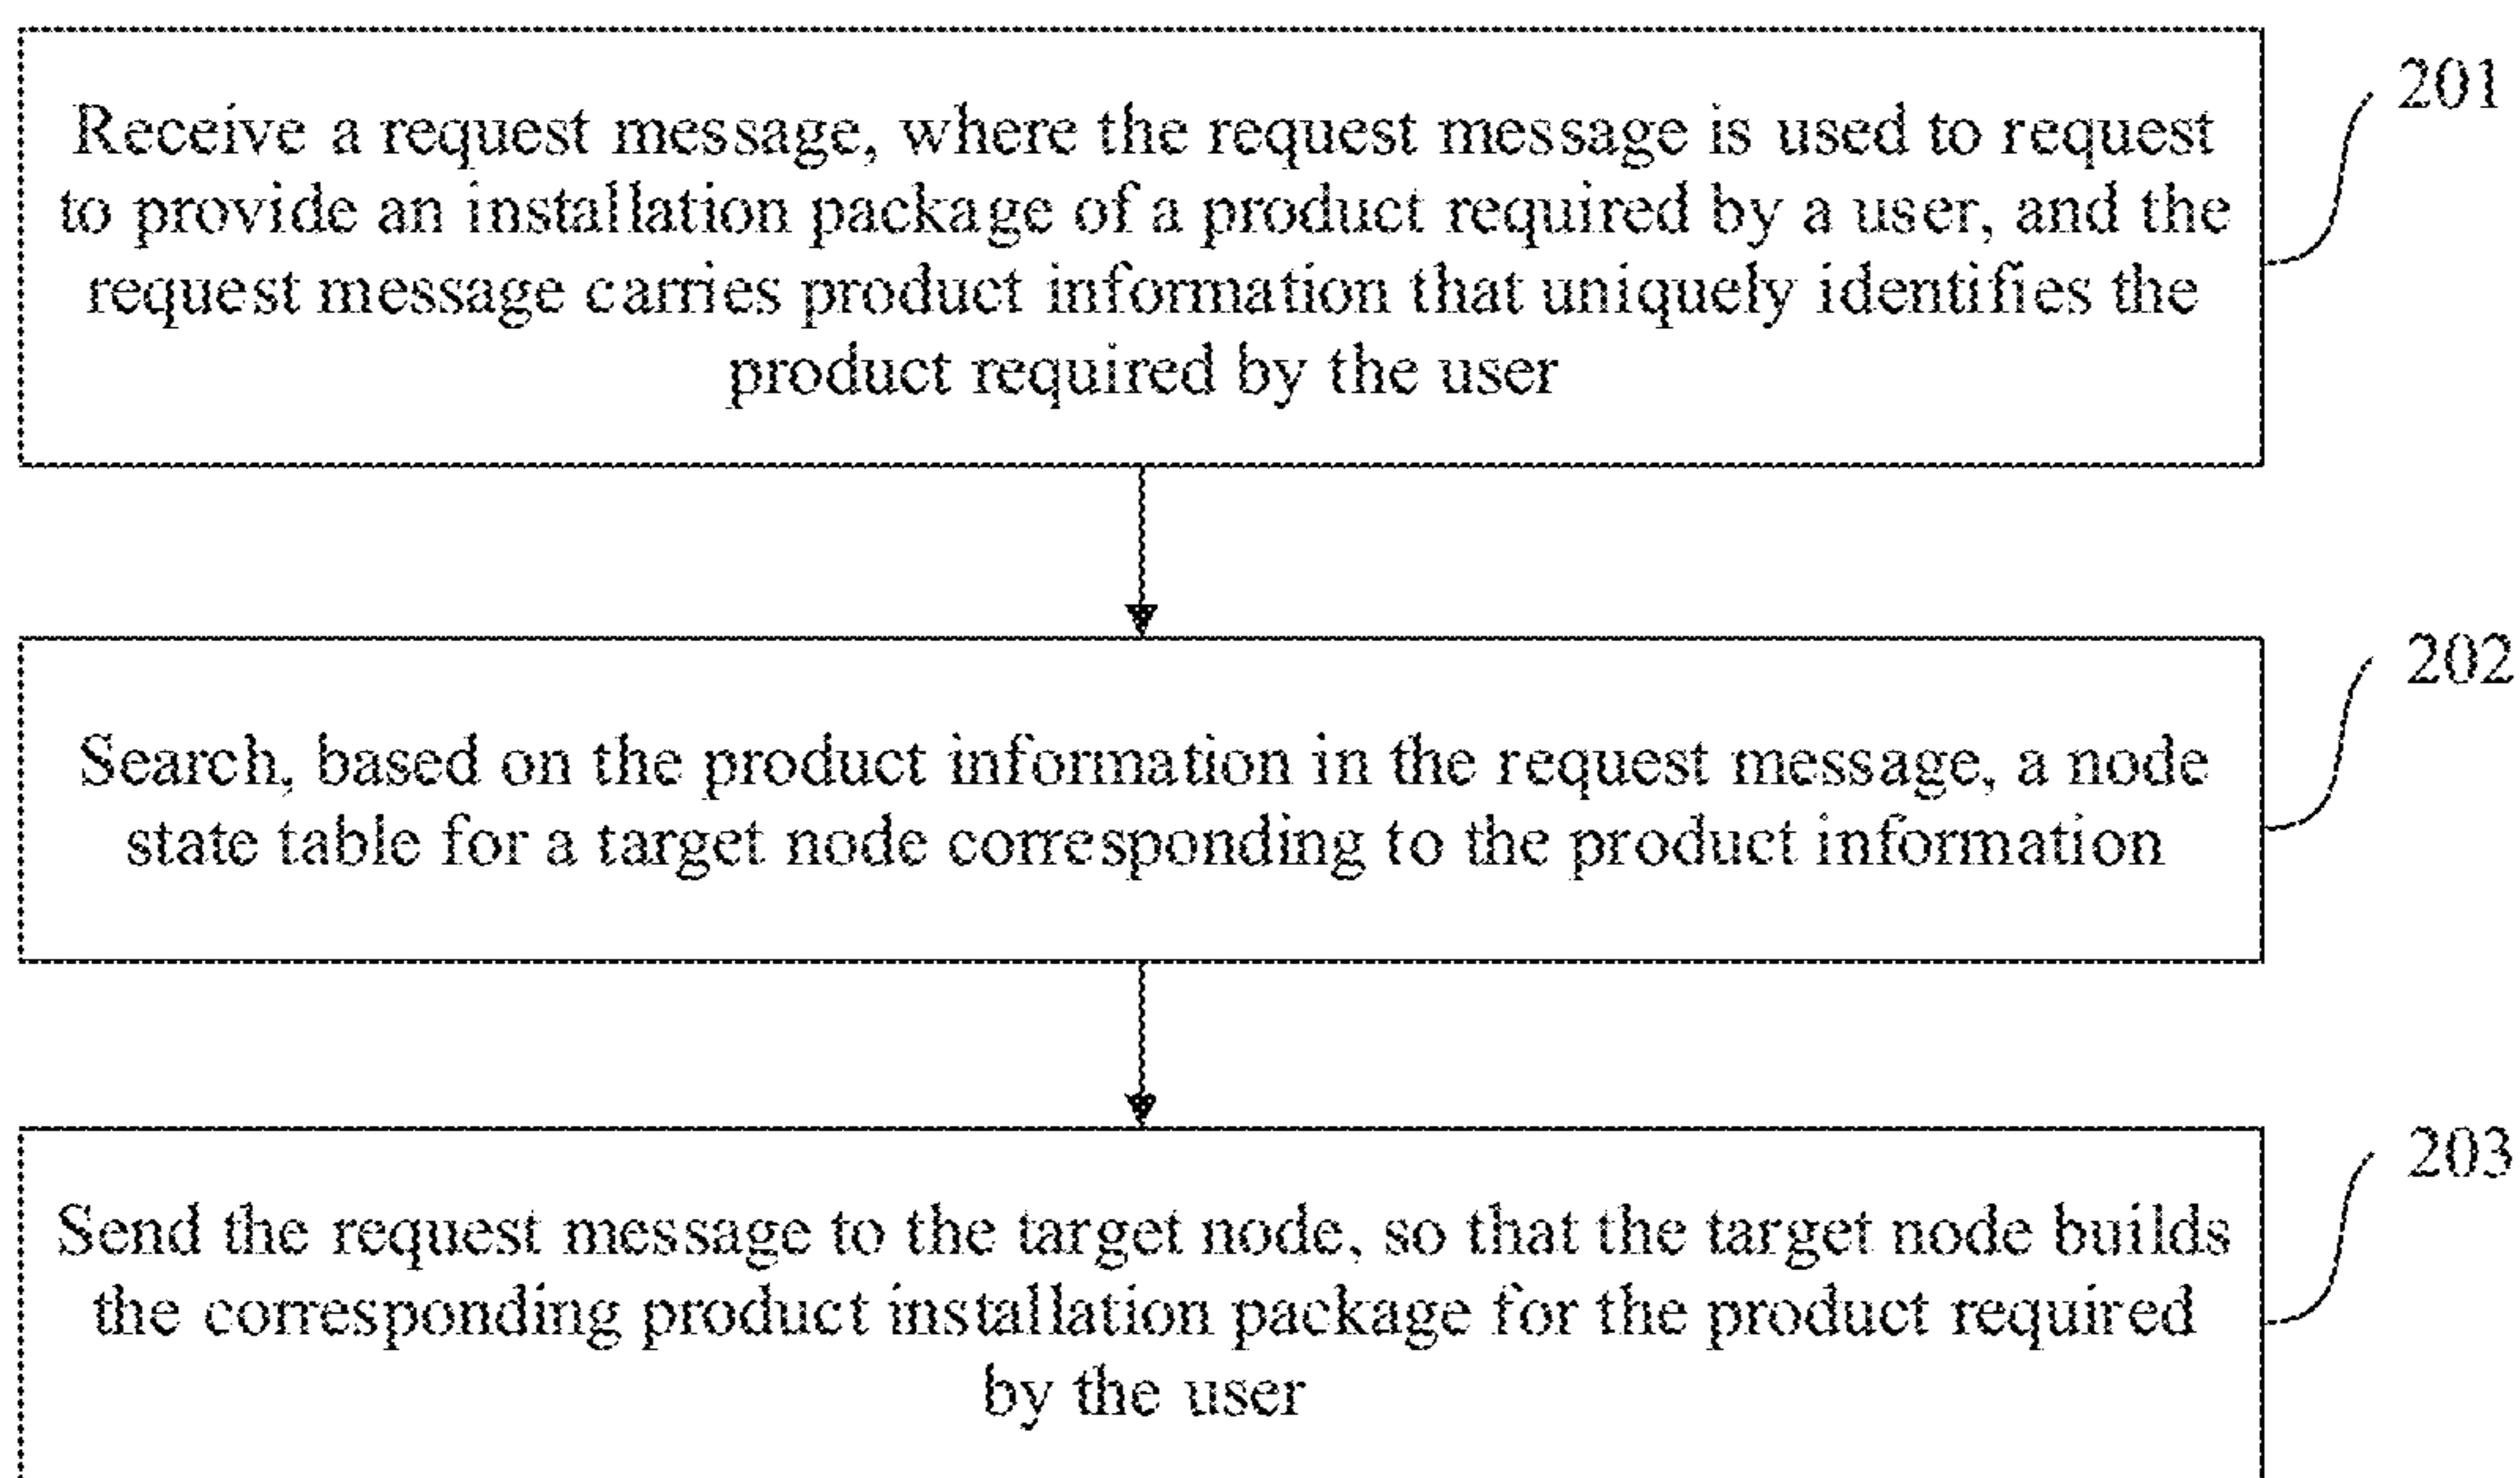 201
Receive a request message, where the request message is used to request
to provide an installation package of a product required by a user, and the
request message carries product information that uniquely identifies the
product required by the user
202
Search, based on the product information in the request message, a node
state table for a target node corresponding to the product information
203
Send the request message to the target node, so that the target node builds
the corresponding product installation package for the product required
by the user